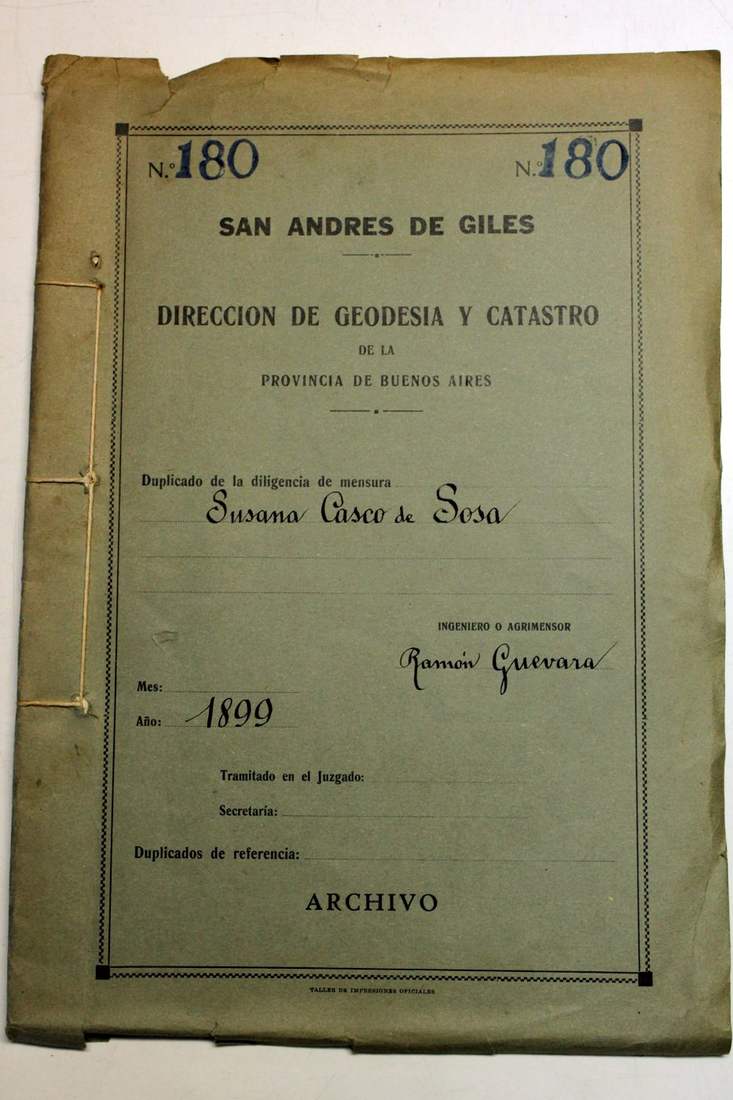 N.º 180 N.º 180
SAN ANDRES DE GILES
DIRECCION DE GEODESIA Y CATASTRO
DE LA
PROVINCIA DE BUENOS AIRES
Duplicado de la diligencia de mensura
Susana Casco de Sosa
INGENIERO O AGRIMENSOR
Ramón Guevara
Mes:
Año: 1899
Tramitado en el Juzgado:
Secretaría:
Duplicados de referencia:
ARCHIVO
TALLER DE IMPRESIONES OFICIALES